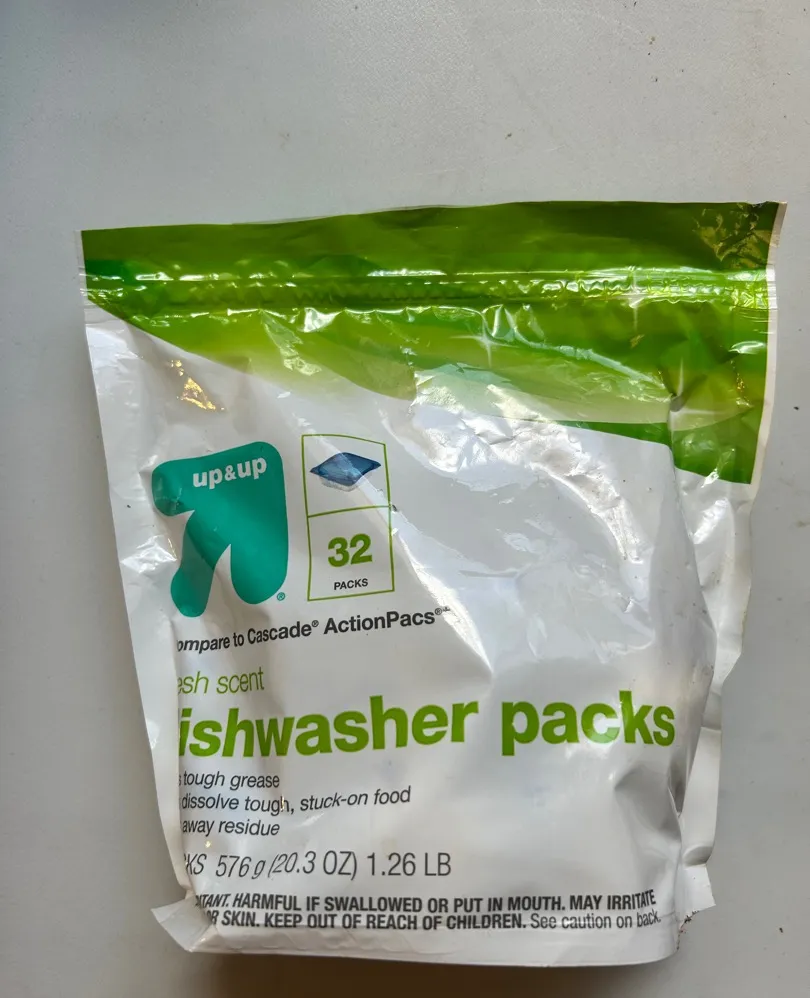 up&up
32
PACKS
ompare to Cascade® ActionPacs®*
esh scent
ishwasher packs
s tough grease
dissolve tough, stuck-on food
away residue
KS 576 g (20.3 OZ) 1.26 LB
ITANT. HARMFUL IF SWALLOWED OR PUT IN MOUTH. MAY IRRITATE
OR SKIN. KEEP OUT OF REACH OF CHILDREN. See caution on back.